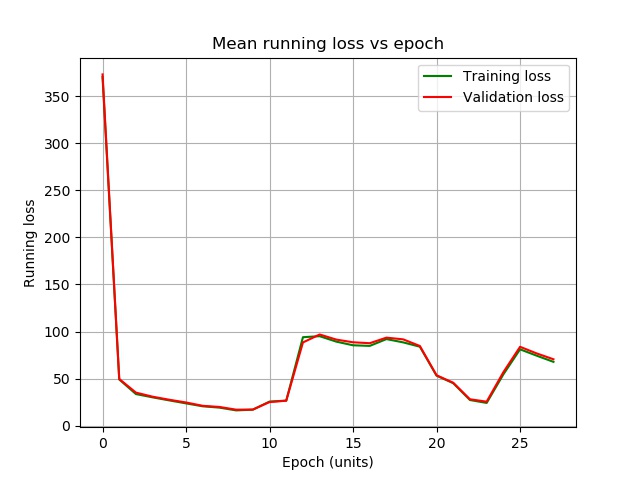 Mean running loss vs epoch
Training loss
Validation loss
350
300
250
200
150
100
50
0
Running loss
0 5 10 15 20 25
Epoch (units)